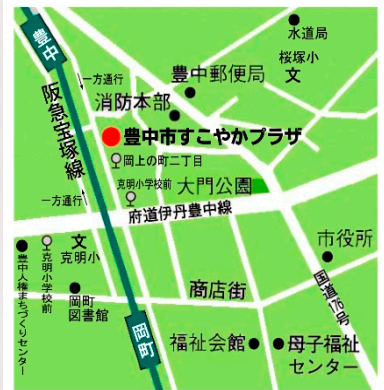 水道局
豊中
桜塚小
文
豊中郵便局
一方通行
阪急宝塚線
消防本部
豊中市すこやかプラザ
岡上の町二丁目
克明小学校前
大門公園
一方通行
府道伊丹豊中線
文
克明小
克明小学校前
豊中人権まちづくりセンター
市役所
国道176号
岡町
図書館
商店街
岡町
福祉会館
母子福祉
センター